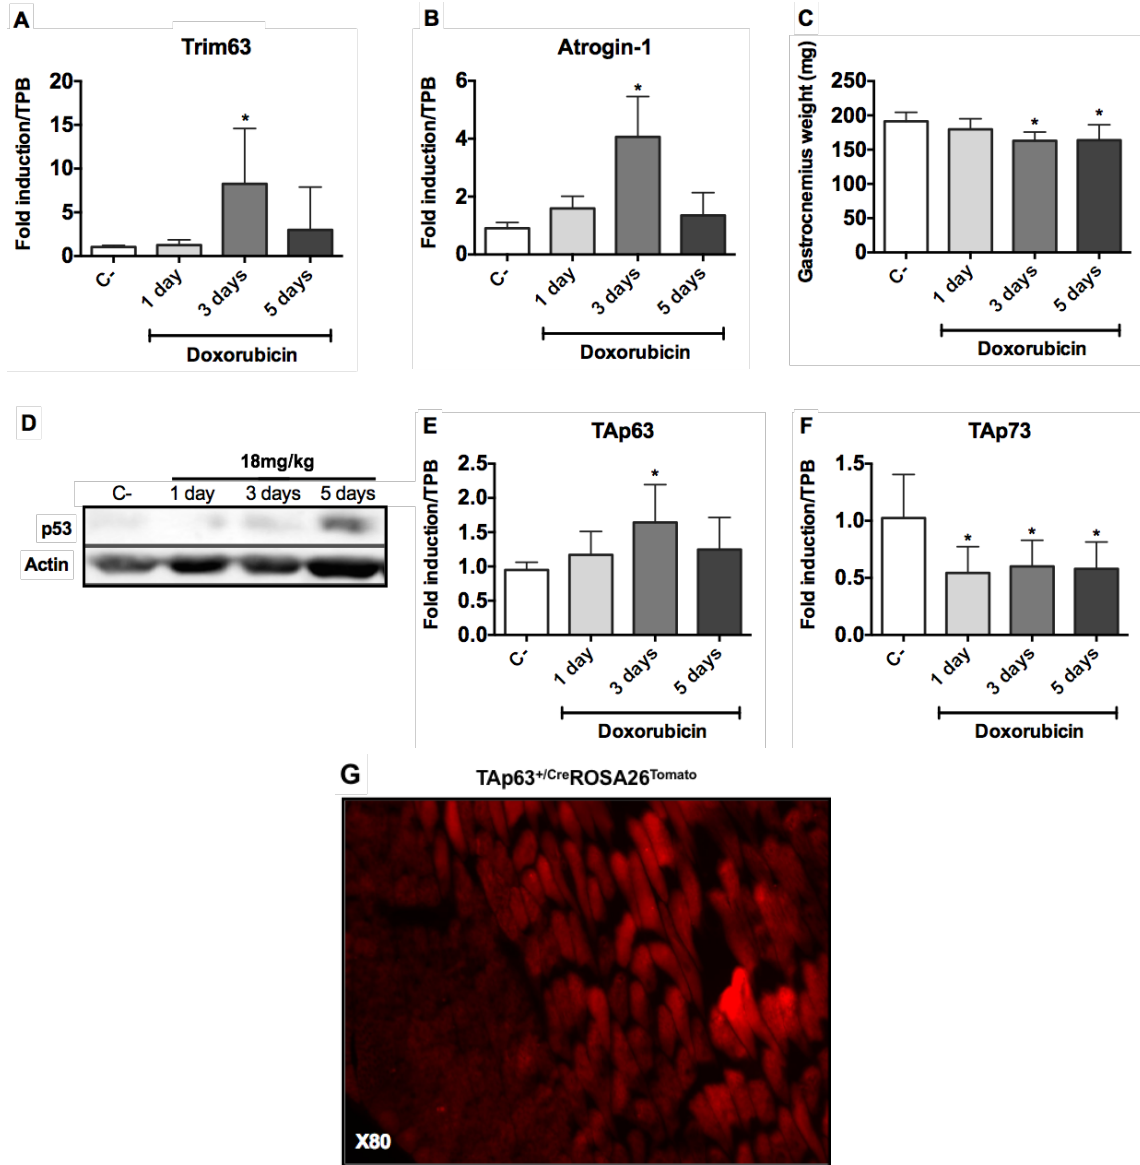 A
Trim63
Fold induction/TPB
20
15
10
5
0
C-
1 day
3 days
5 days
*
Doxorubicin
B
Atrogin-1
Fold induction/TPB
6
4
2
0
C-
1 day
3 days
5 days
*
Doxorubicin
C
Gastrocnemius weight (mg)
250
200
150
100
50
0
C-
1 day
3 days
5 days
*
*
Doxorubicin
D
18mg/kg
C- 1 day 3 days 5 days
p53
Actin
E
TAp63
Fold induction/TPB
2.5
2.0
1.5
1.0
0.5
0.0
C-
1 day
3 days
5 days
*
Doxorubicin
F
TAp73
Fold induction/TPB
1.5
1.0
0.5
0.0
C-
1 day
3 days
5 days
*
*
*
Doxorubicin
G
TAp63+/CreROSA26Tomato
X80